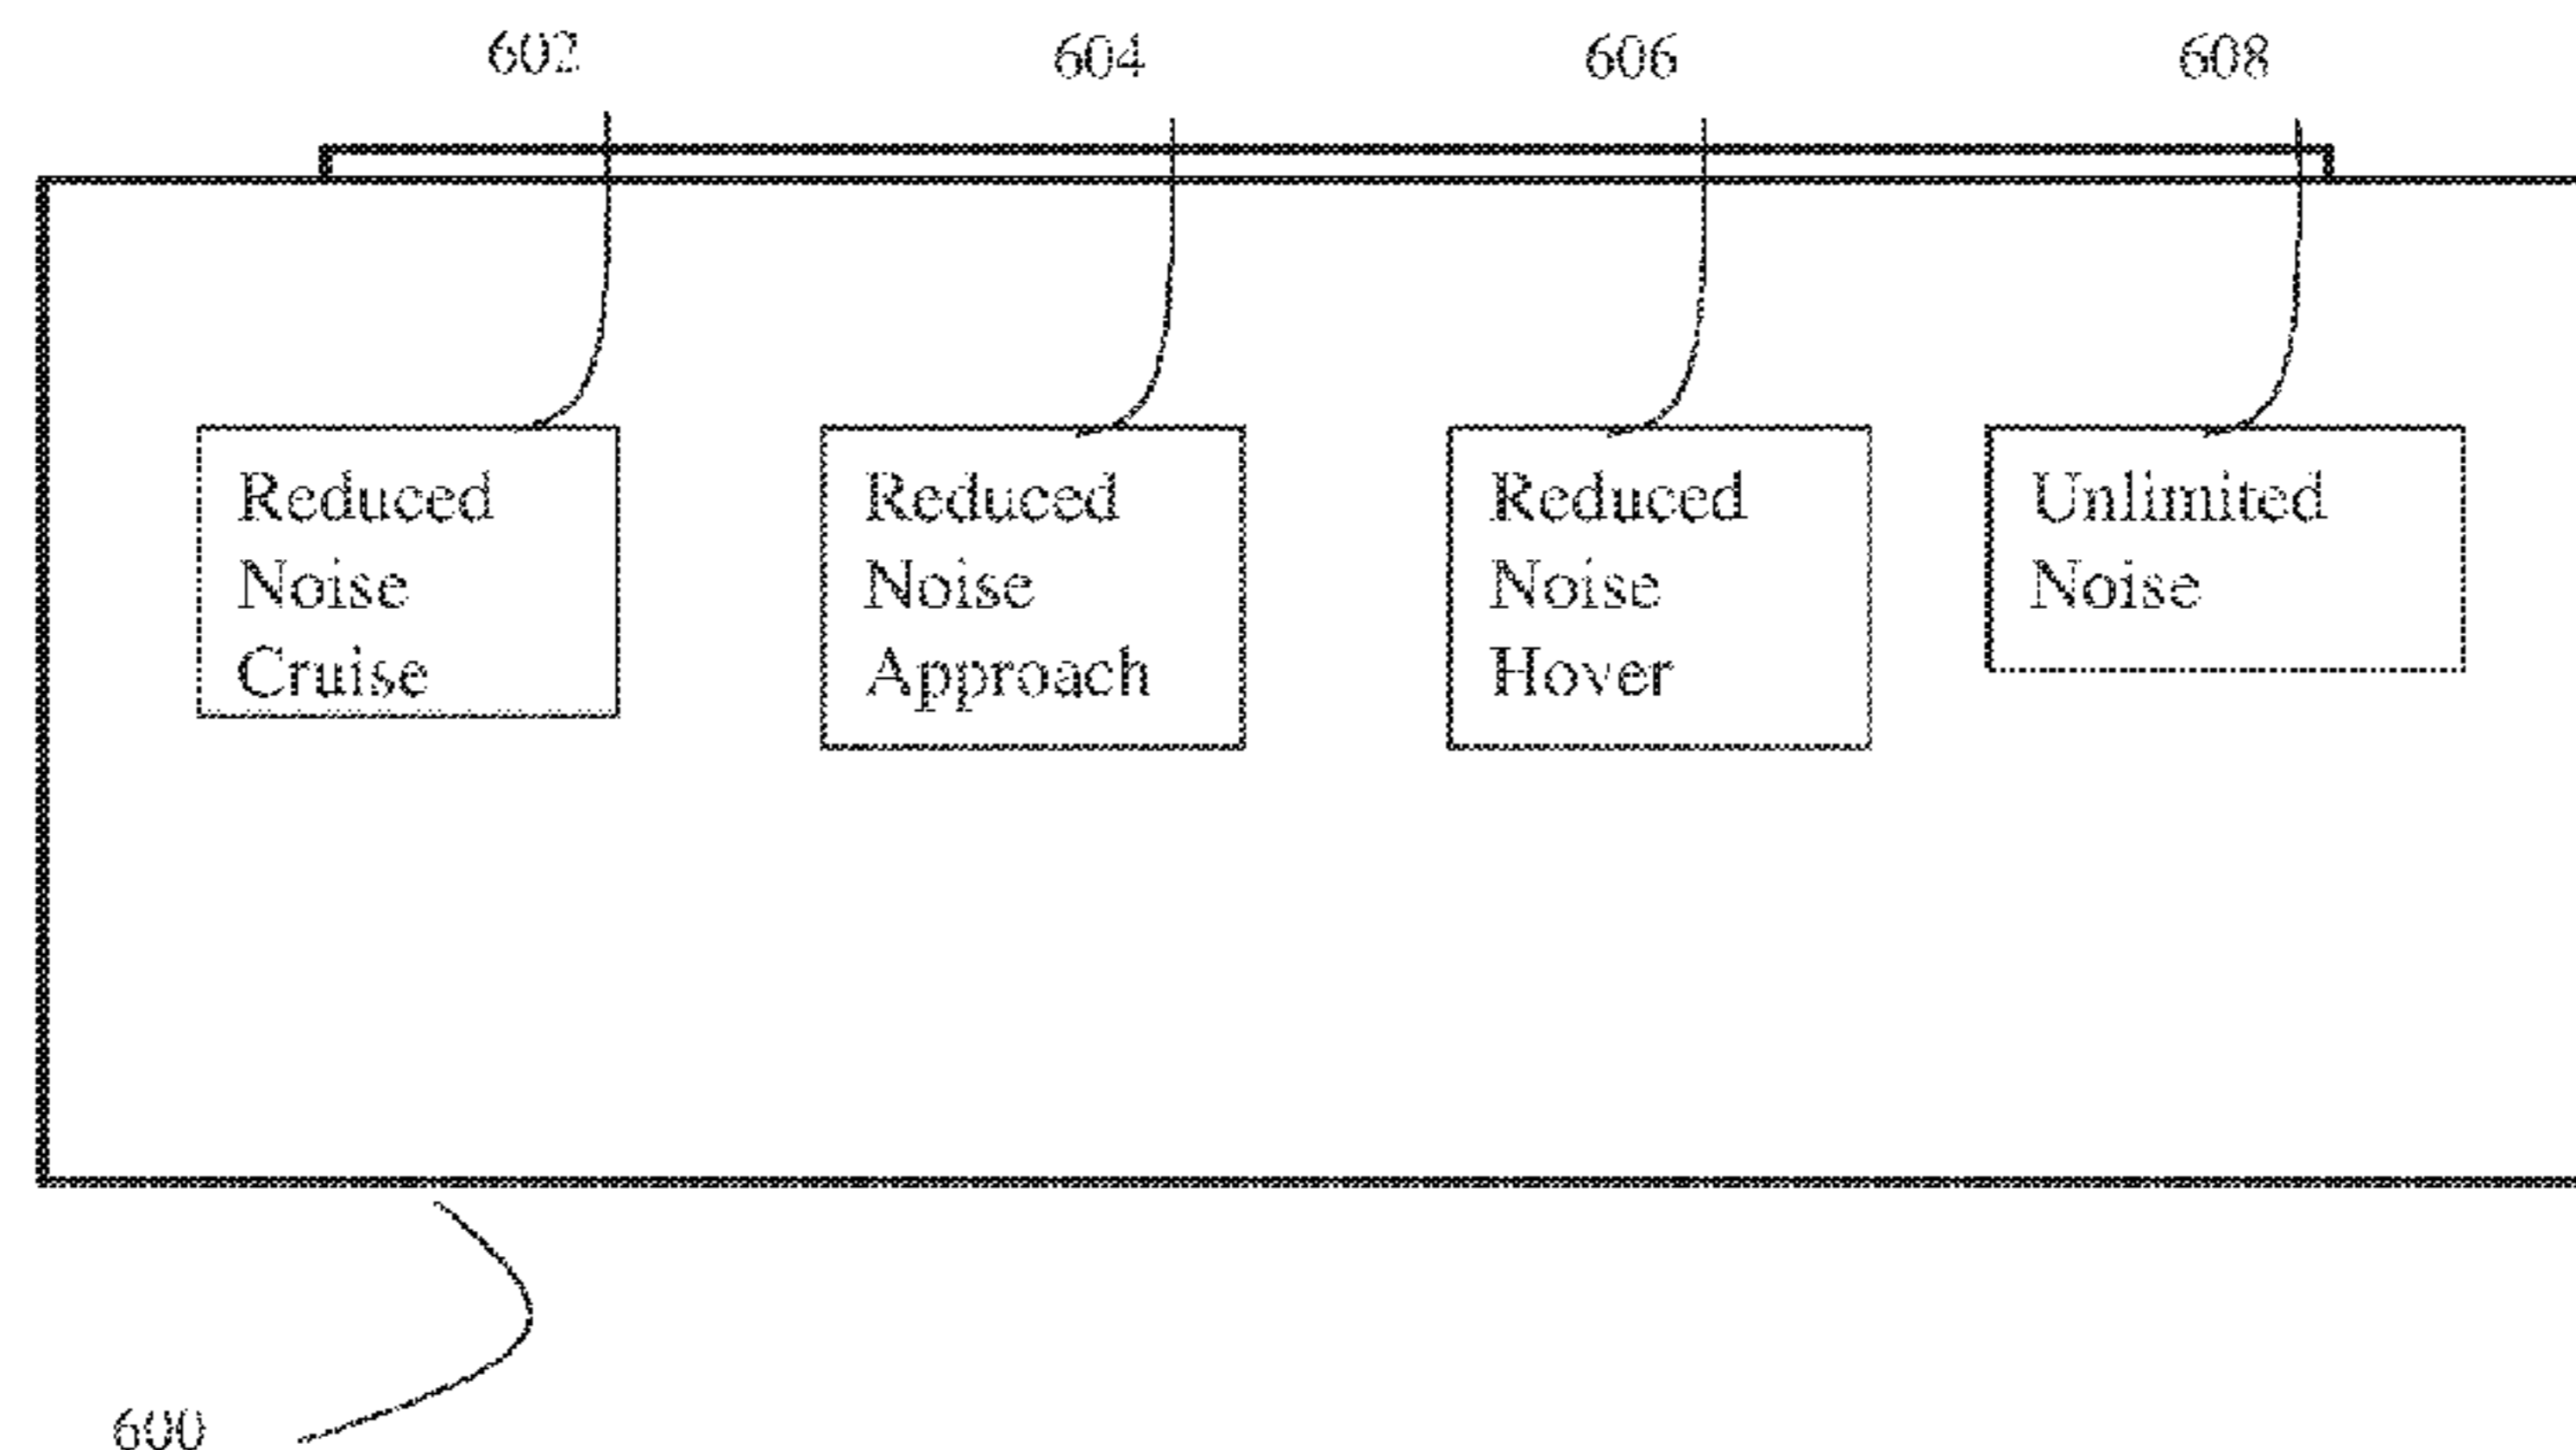 602
604
606
608
Reduced
Noise
Cruise
Reduced
Noise
Approach
Reduced
Noise
Hover
Unlimited
Noise
600